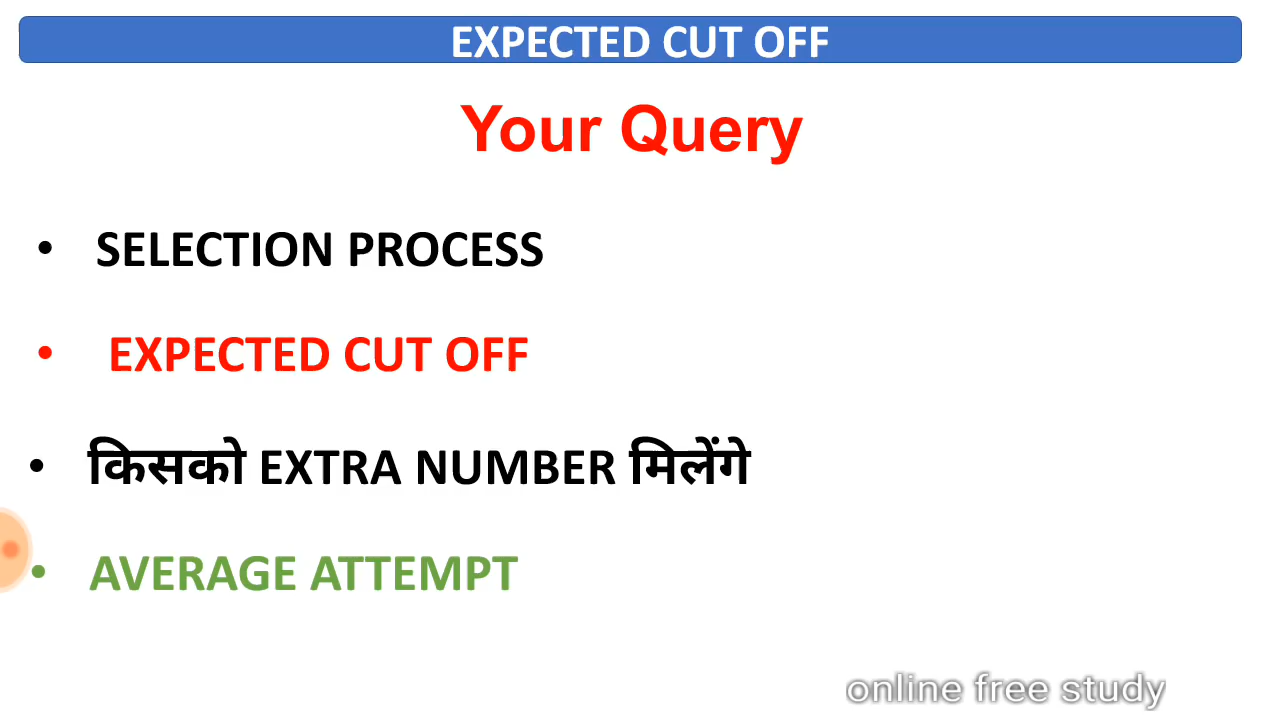 EXPECTED CUT OFF
Your Query
• SELECTION PROCESS
• EXPECTED CUT OFF
• किसको EXTRA NUMBER मिलेंगे
• AVERAGE ATTEMPT
online free study